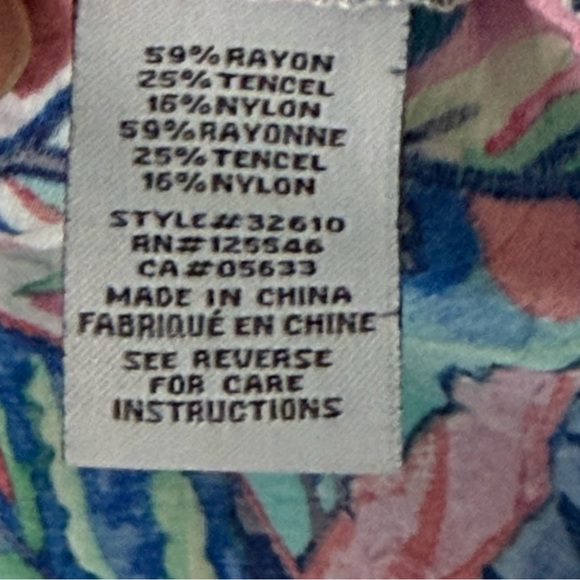 59% RAYON
25% TENCEL
16% NYLON
59% RAYONNE
25% TENCEL
16% NYLON
STYLE# 32610
RN# 125546
CA# 05633
MADE IN CHINA
FABRIQUÉ EN CHINE
SEE REVERSE
FOR CARE
INSTRUCTIONS